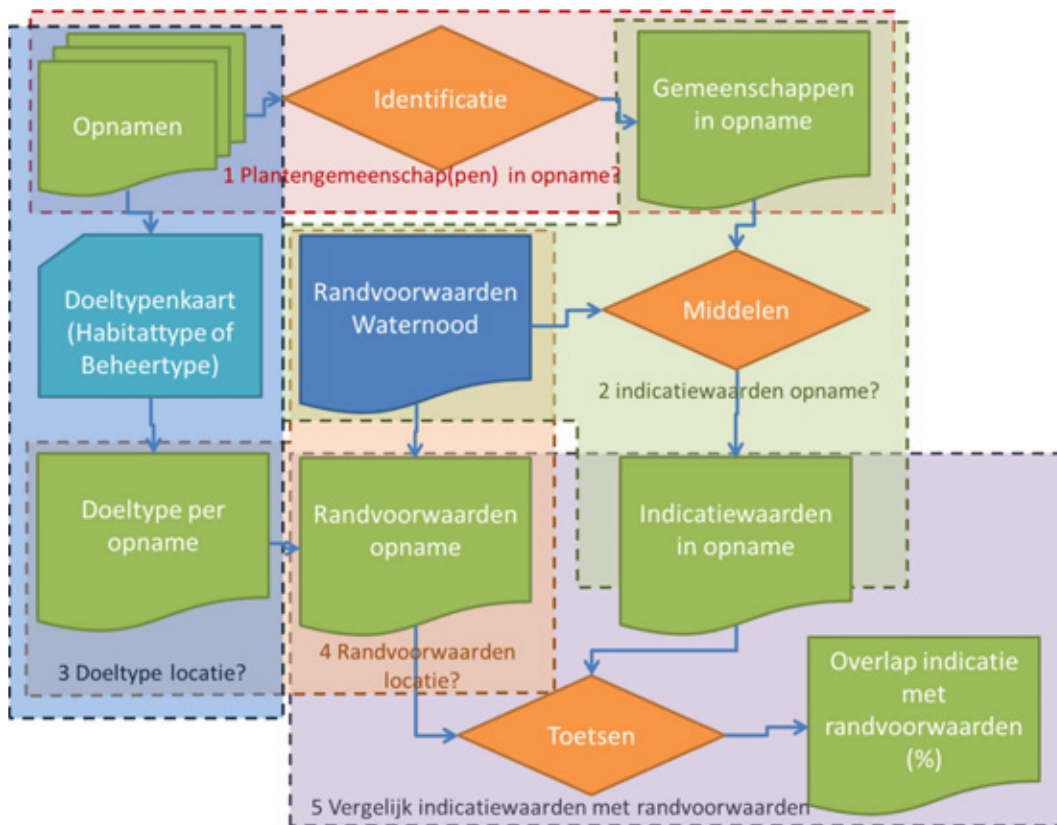 Opnamen
Identificatie
Gemeenschappen
in opname
1 Plantengemeenschap(pen) in opname?
Doeltypenkaart
(Habitattype of
Beheertype)
Randvoorwaarden
Waternood
Middelen
2 indicatiewaarden opname?
Doeltype per
opname
Randvoorwaarden
opname
Indicatiewaarden
in opname
3 Doeltype locatie?
4 Randvoorwaarden
locatie?
Toetsen
Overlap indicatie
met
randvoorwaarden
(%)
5 Vergelijk indicatiewaarden met randvoorwaarden